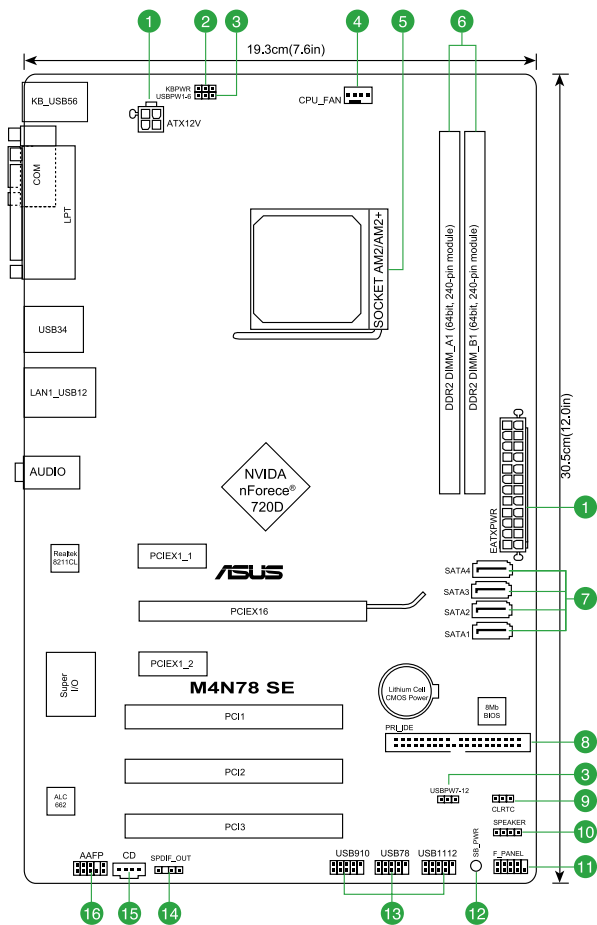 1
2
3
4
5
6
19.3cm(7.6in)
KB_USB56
KBPWR
USBPW1-6
ATX12V
CPU_FAN
COM
LPT
SOCKET AM2/AM2+
DDR2 DIMM_A1 (64bit, 240-pin module)
DDR2 DIMM_B1 (64bit, 240-pin module)
30.5cm(12.0in)
USB34
LAN1_USB12
AUDIO
NVIDA
nForece®
720D
EATXPWR
1
Realtek
8211CL
PCIEX1_1
ASUS
SATA4
SATA3
SATA2
SATA1
7
PCIEX16
PCIEX1_2
Super
I/O
M4N78 SE
Lithium Cell
CMOS Power
8Mb
BIOS
PCI1
PRI_IDE
8
PCI2
USBPW7-12
3
CLRTC
9
ALC
662
PCI3
SPEAKER
10
AAFP
CD
SPDIF_OUT
USB910
USB78
USB1112
SB_PWR
F_PANEL
11
16
15
14
13
12